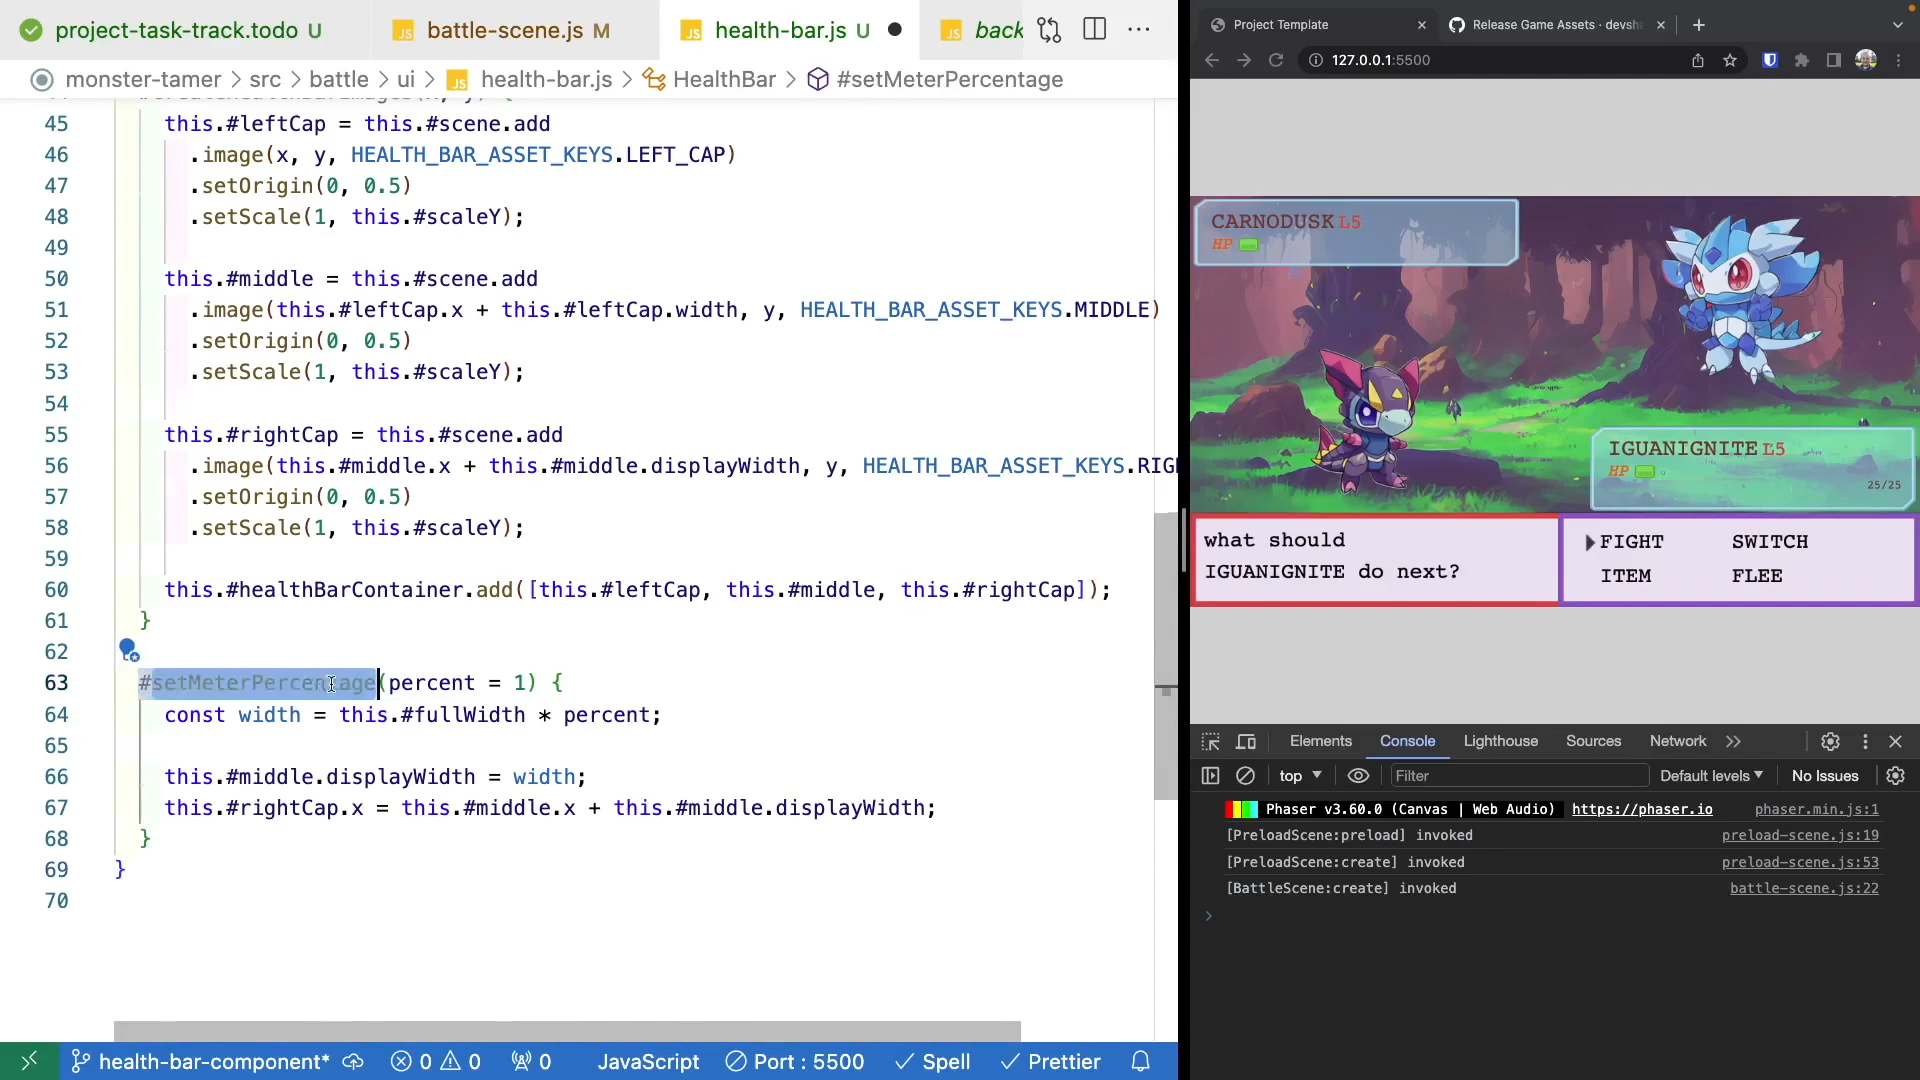 project-task-track.todo U
battle-scene.js M
health-bar.js U
back
monster-tamer > src > battle > ui > health-bar.js > HealthBar > #setMeterPercentage
45 this.#leftCap = this.#scene.add
46 .image(x, y, HEALTH_BAR_ASSET_KEYS.LEFT_CAP)
47 .setOrigin(0, 0.5)
48 .setScale(1, this.#scaleY);
49
50 this.#middle = this.#scene.add
51 .image(this.#leftCap.x + this.#leftCap.width, y, HEALTH_BAR_ASSET_KEYS.MIDDLE)
52 .setOrigin(0, 0.5)
53 .setScale(1, this.#scaleY);
54
55 this.#rightCap = this.#scene.add
56 .image(this.#middle.x + this.#middle.displayWidth, y, HEALTH_BAR_ASSET_KEYS.RIG
57 .setOrigin(0, 0.5)
58 .setScale(1, this.#scaleY);
59
60 this.#healthBarContainer.add([this.#leftCap, this.#middle, this.#rightCap]);
61 }
62
63 #setMeterPercentage(percent = 1) {
64 const width = this.#fullWidth * percent;
65
66 this.#middle.displayWidth = width;
67 this.#rightCap.x = this.#middle.x + this.#middle.displayWidth;
68 }
69 }
70
health-bar-component* 0 0 0 JavaScript Port : 5500 Spell Prettier
Project Template
Release Game Assets · devsh
127.0.0.1:5500
CARNODUSK L5
HP
IGUANIGNITE L5
HP
25/25
what should
IGUANIGNITE do next?
FIGHT SWITCH
ITEM FLEE
Elements Console Lighthouse Sources Network
top Filter Default levels No Issues
Phaser v3.60.0 (Canvas | Web Audio) https://phaser.io phaser.min.js:1
[PreloadScene:preload] invoked preload-scene.js:19
[PreloadScene:create] invoked preload-scene.js:53
[BattleScene:create] invoked battle-scene.js:22